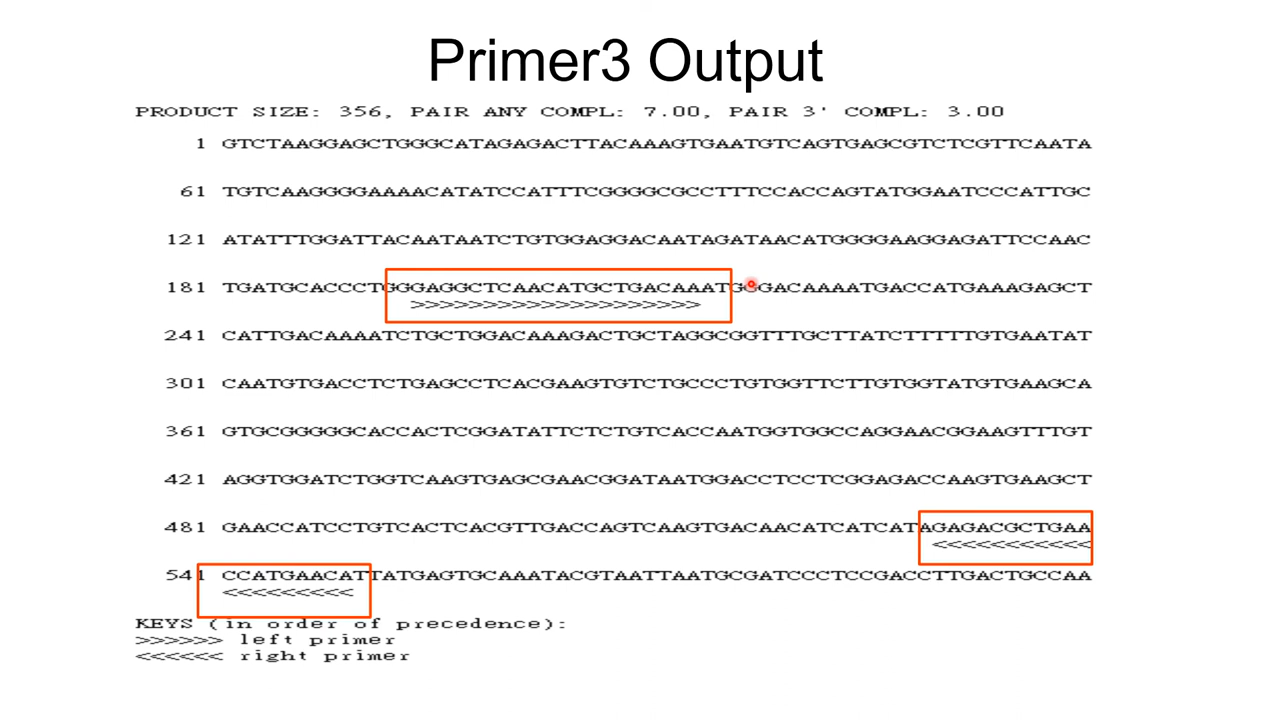 Primer3 Output
PRODUCT SIZE: 356, PAIR ANY COMPL: 7.00, PAIR 3' COMPL: 3.00
1 GTCTAAGGAGCTGGGCATAGAGACTTACAAAGTGAATGTCAGTGAGCGTCTCGTTCAATA
61 TGTCAAGGGGAAAACATATCCATTTCGGGGCGCCTTTCCACCAGTATGGAATCCCATTGC
121 ATATTTGGATTACAATAATCTGTGGAGGACAATAGATAACATGGGGAAGGAGATTCCAAC
181 TGATGCACCCTGGGAGGCTCAACATGCTGACAAATGGGACAAAATGACCATGAAAGAGCT
>>>>>>>>>>>>>>>>>>>>
241 CATTGACAAAATCTGCTGGACAAAGACTGCTAGGCGGTTTGCTTATCTTTTTGTGAATAT
301 CAATGTGACCTCTGAGCCTCACGAAGTGTCTGCCCTGTGGTTCTTGTGGTATGTGAAGCA
361 GTGCGGGGGCACCACTCGGATATTCTCTGTCACCAATGGTGGCCAGGAACGGAAGTTTGT
421 AGGTGGATCTGGTCAAGTGAGCGAACGGATAATGGACCTCCTCGGAGACCAAGTGAAGCT
481 GAACCATCCTGTCACTCACGTTGACCAGTCAAGTGACAACATCATCATAGAGACGCTGAA
<<<<<<<<<<<
541 CCATGAACATTATGAGTGCAAATACGTAATTAATGCGATCCCTCCGACCTTGACTGCCAA
<<<<<<<<<
KEYS (in order of precedence):
>>>>>> left primer
<<<<<< right primer